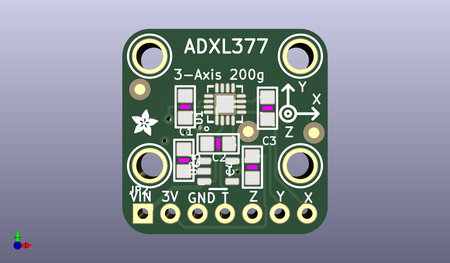 ADXL377
3-Axis 200g
Y
X
Z
C1
C3
C2
VIN 3V GND T Z Y X